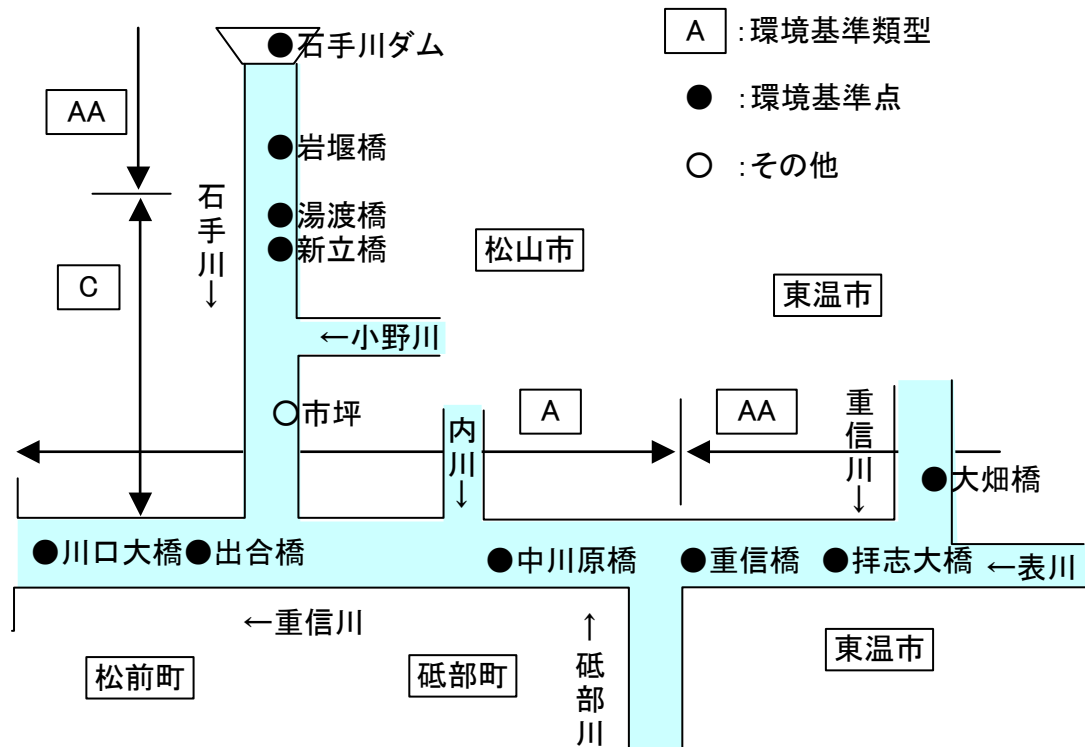 石手川ダム
A :環境基準類型
AA
●:環境基準点
岩堰橋
○:その他
石手川↓
湯渡橋
新立橋
松山市
C
東温市
←小野川
市坪
A
AA
重信川↓
内川↓
大畑橋
川口大橋
出合橋
中川原橋
重信橋
拝志大橋
←表川
←重信川
↑砥部川
松前町
砥部町
東温市